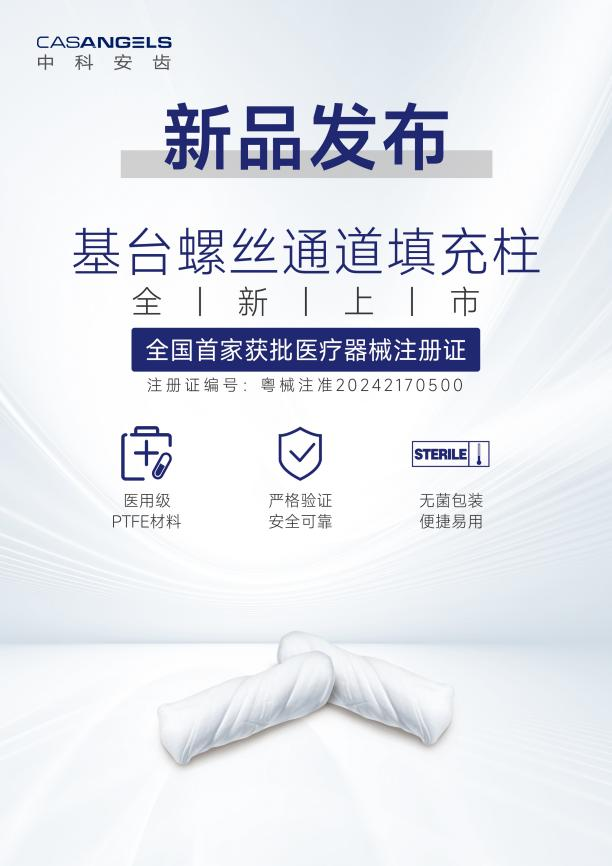 CASANGELS
中科安齿
新品发布
基台螺丝通道填充柱
全 | 新 | 上 | 市
全国首家获批医疗器械注册证
注册证编号：粤械注准20242170500
医用级
PTFE材料
严格验证
安全可靠
STERILE
无菌包装
便捷易用